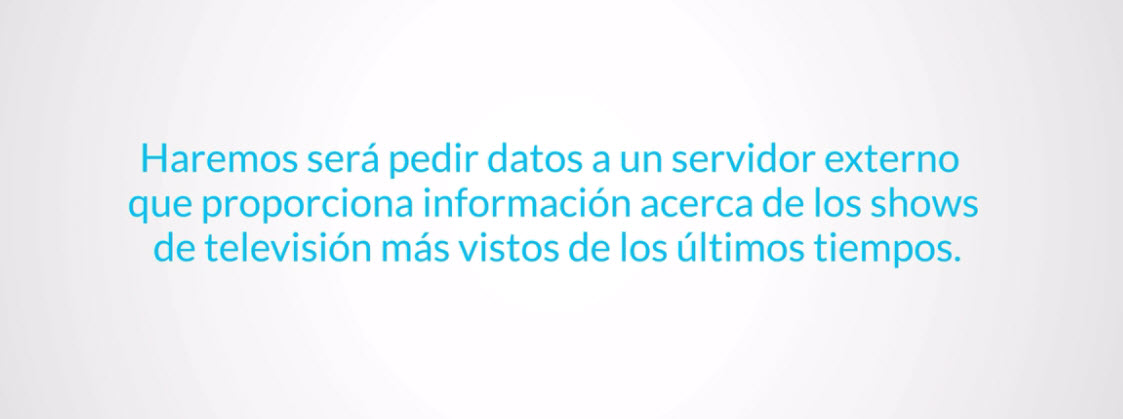 Haremos será pedir datos a un servidor externo
que proporciona información acerca de los shows
de televisión más vistos de los últimos tiempos.